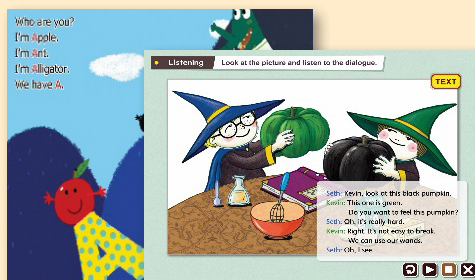 Who are you?
I'm Apple.
I'm Ant.
I'm Alligator.
We have A.
Listening
Look at the picture and listen to the dialogue.
TEXT
Seth: Kevin, look at this black pumpkin.
Kevin: This one is green.
Do you want to feel this pumpkin?
Seth: Oh, it's really hard.
Kevin: Right. It's not easy to break.
We can use our wands.
Seth: Oh, I see.